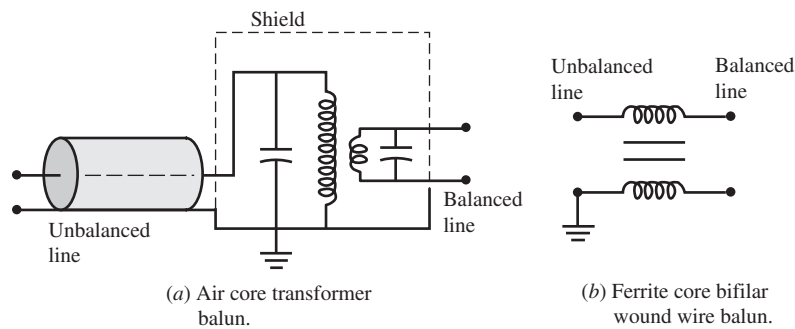 Shield
Unbalanced
line
Balanced
line
(a) Air core transformer
balun.
Unbalanced
line
Balanced
line
(b) Ferrite core bifilar
wound wire balun.